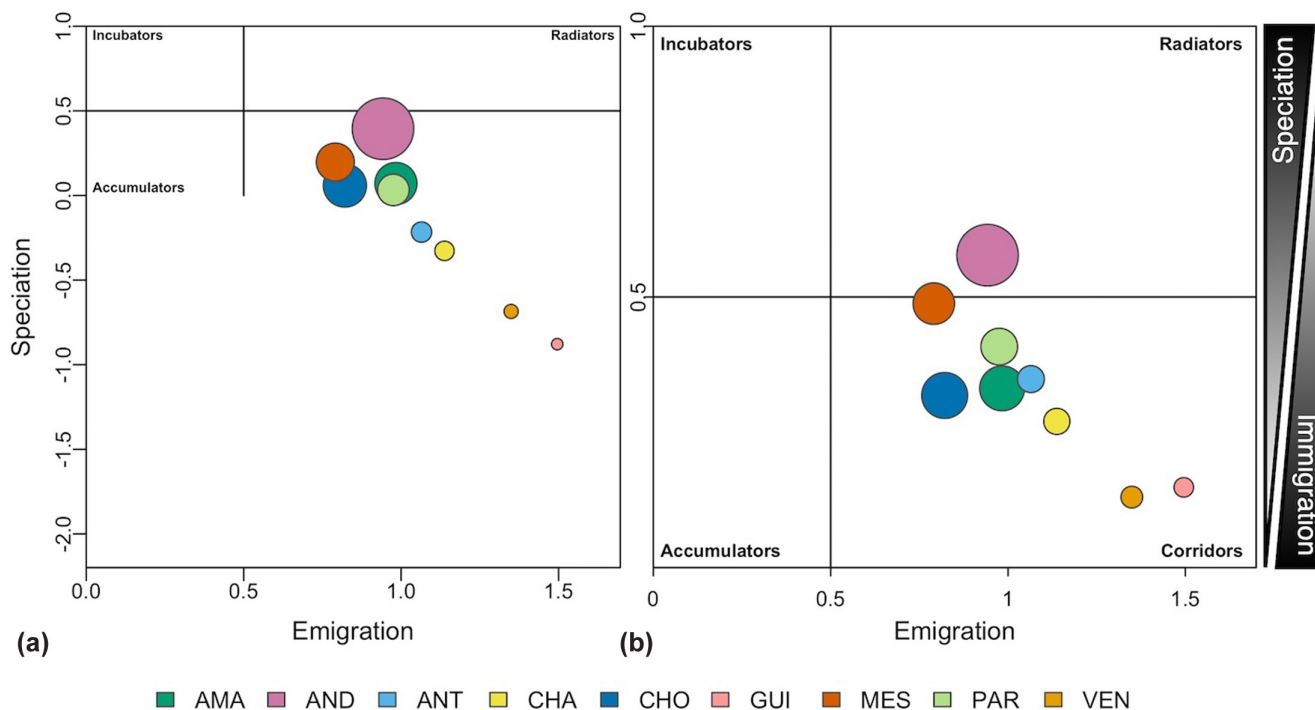 1.0
Incubators
Radiators
0.5
Accumulators
0.0
-0.5
-1.0
-1.5
-2.0
Speciation
0.0 0.5 1.0 1.5
Emigration
(a)
1.0
Incubators
Radiators
0.5
Accumulators
Corridors
0 0.5 1 1.5
Emigration
(b)
Speciation
Immigration
AMA AND ANT CHA CHO GUI MES PAR VEN